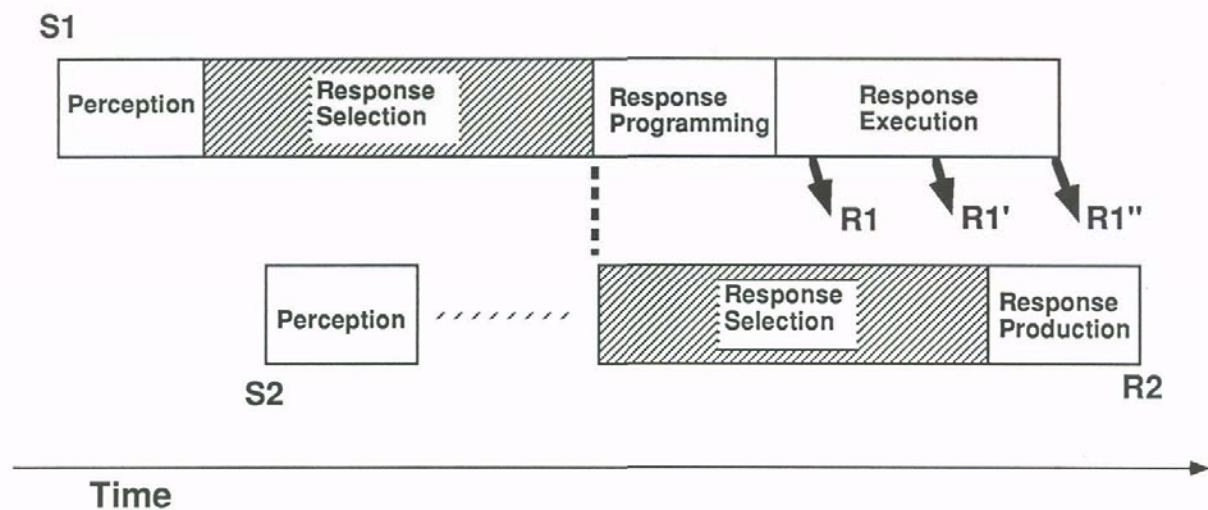 S1
Perception
Response
Selection
Response
Programming
Response
Execution
R1
R1'
R1"
Perception
Response
Selection
Response
Production
S2
R2
Time